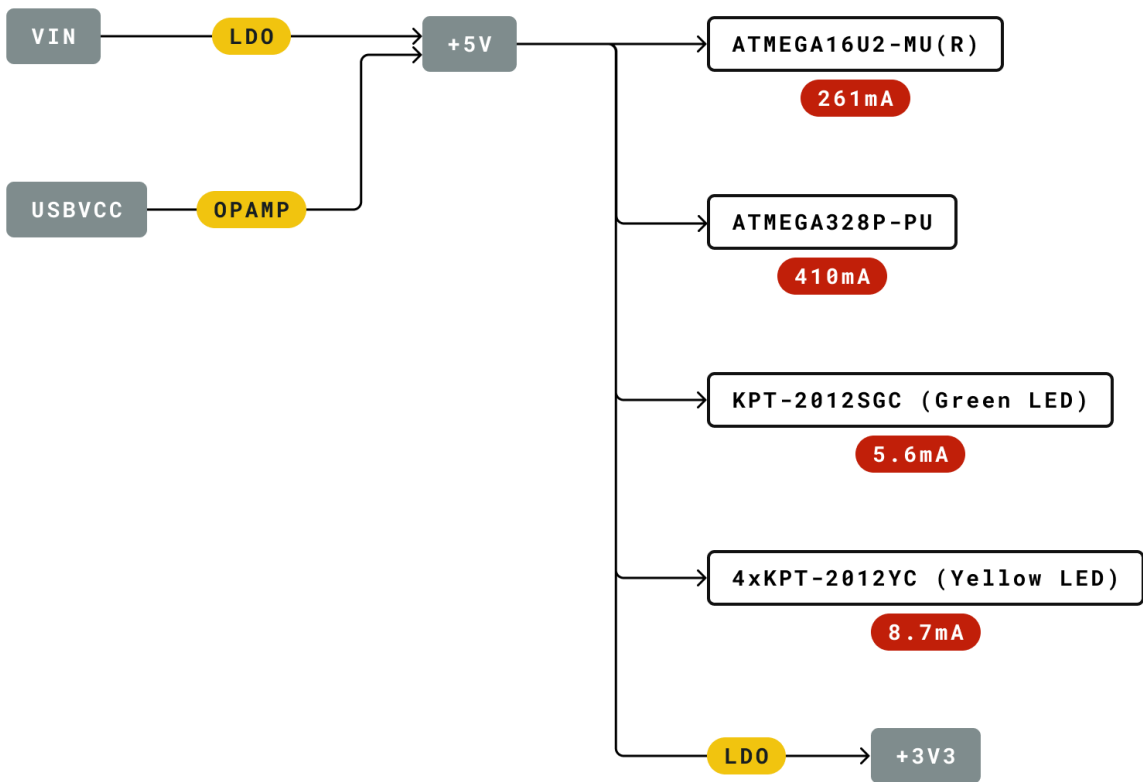 VIN
LDO
+5V
ATMEGA16U2-MU(R)
261mA
USBVCC
OPAMP
ATMEGA328P-PU
410mA
KPT-2012SGC (Green LED)
5.6mA
4xKPT-2012YC (Yellow LED)
8.7mA
LDO
+3V3